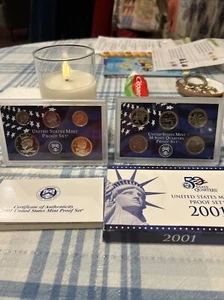 UNITED STATES MINT
PROOF SET
UNITED STATES MINT
50 STATE QUARTERS
PROOF SET
Certificate of Authenticity
United States Mint Proof Set
50 STATE
QUARTERS
UNITED STATES MINT
PROOF SET
2001